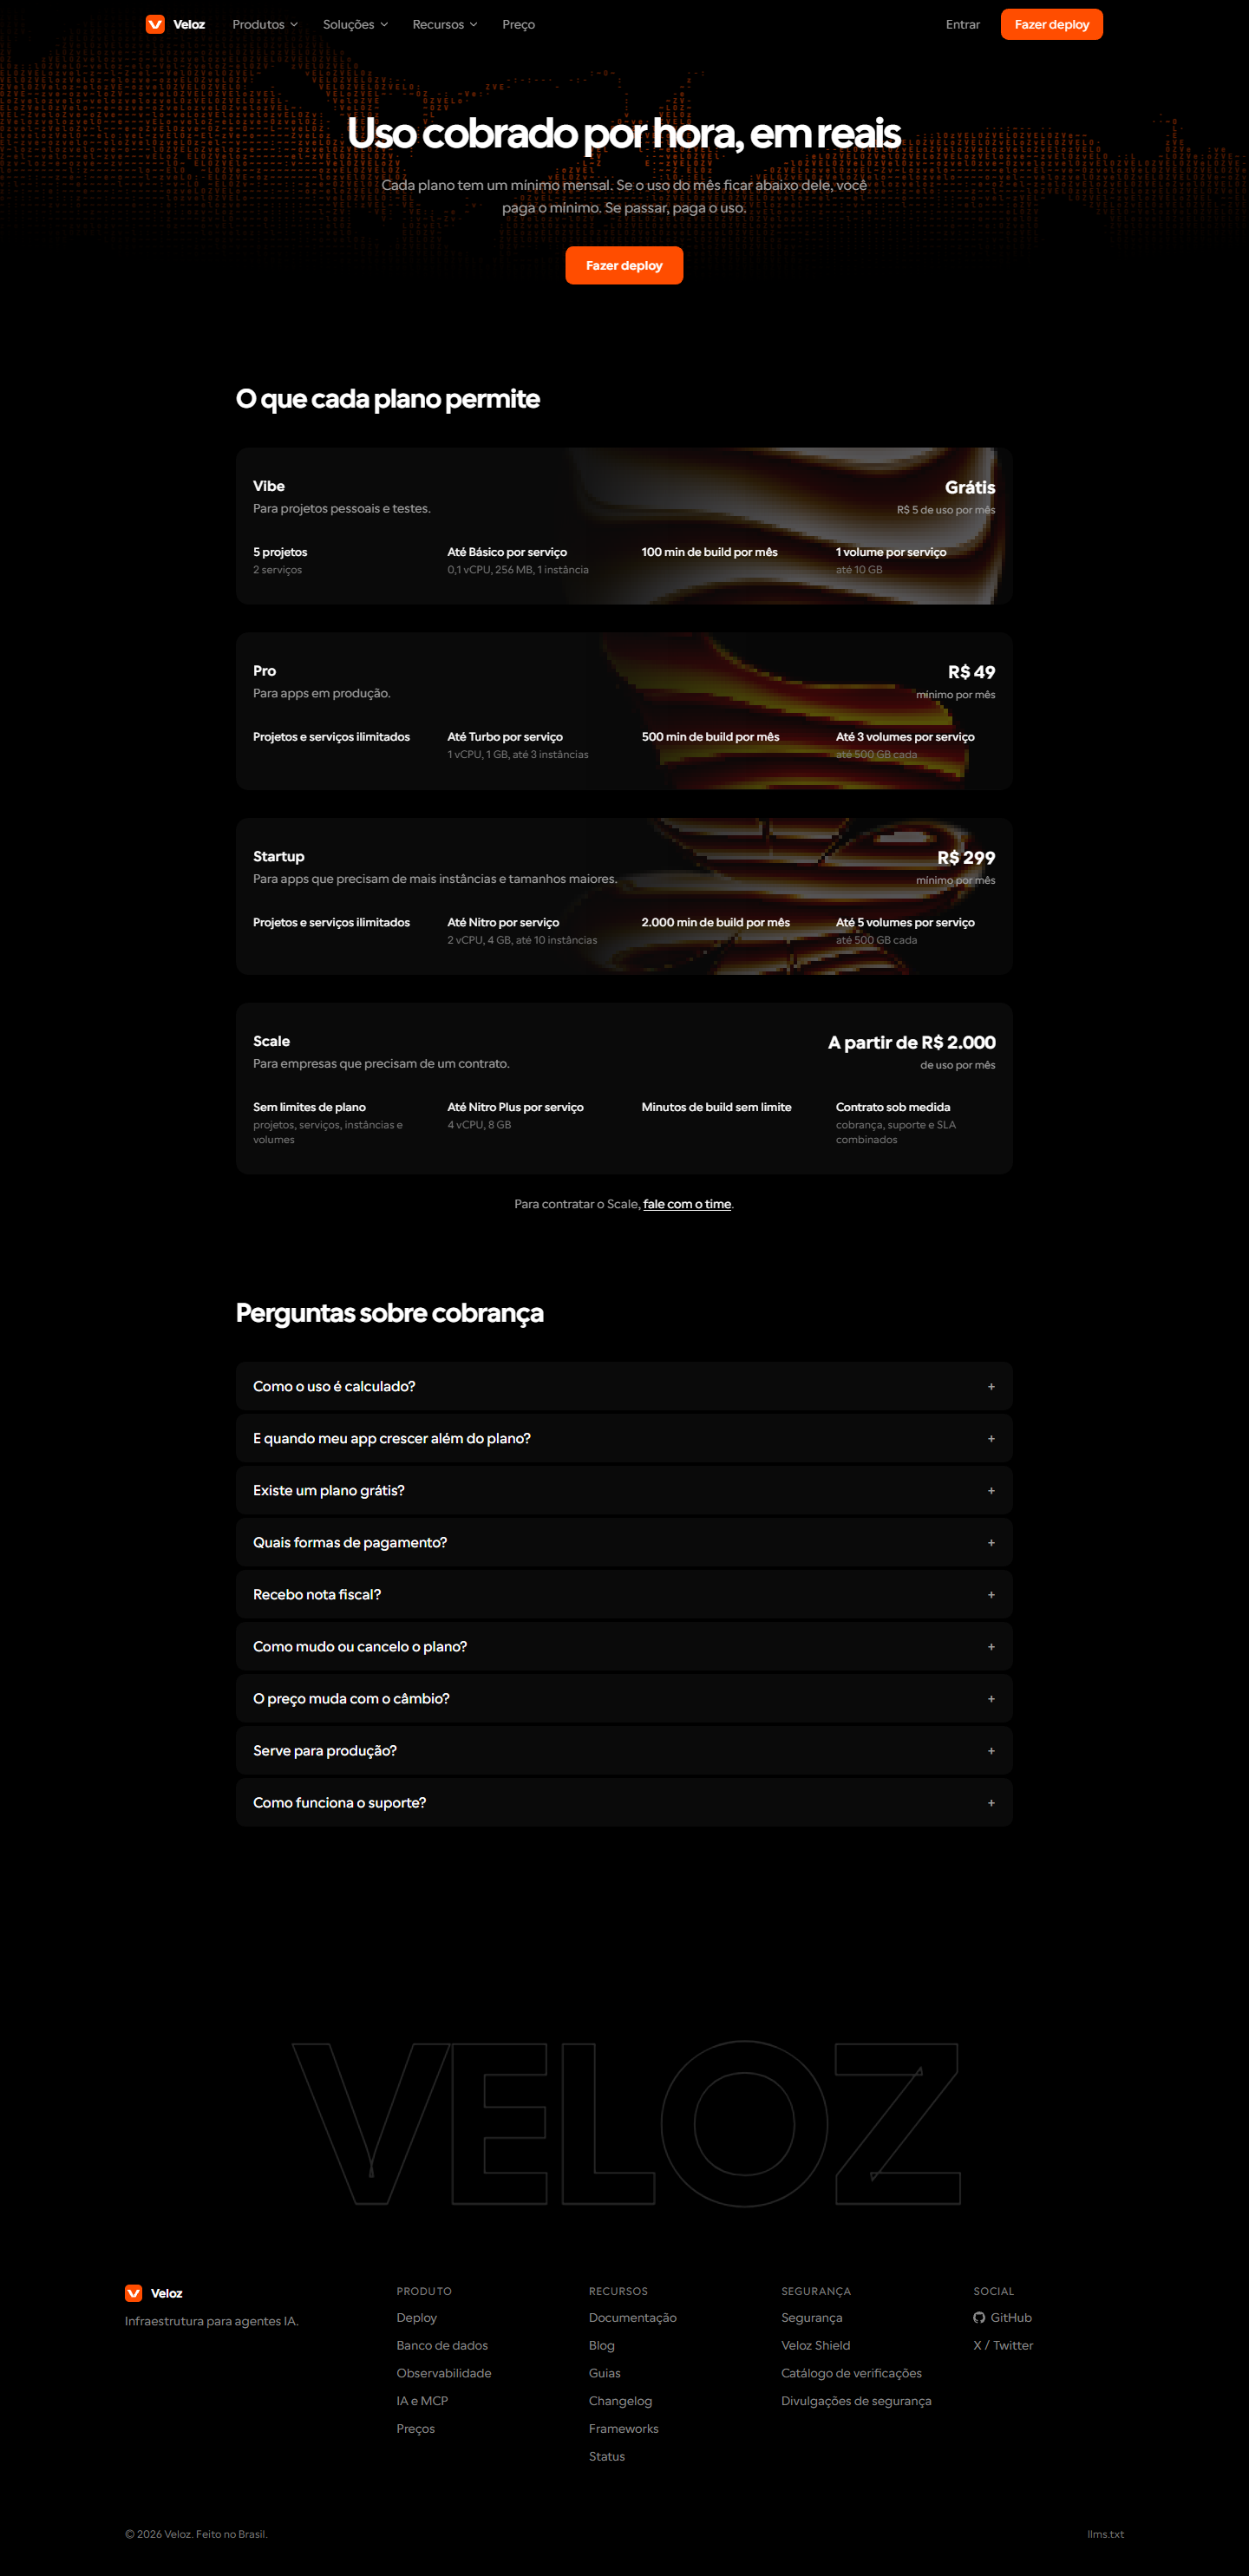 Veloz
Produtos
Soluções
Recursos
Preço
Entrar
Fazer deploy
Uso cobrado por hora, em reais
Cada plano tem um mínimo mensal. Se o uso do mês ficar abaixo dele, você
paga o mínimo. Se passar, paga o uso.
Fazer deploy
O que cada plano permite
Vibe
Grátis
Para projetos pessoais e testes.
R$ 5 de uso por mês
5 projetos
Até Básico por serviço
100 min de build por mês
1 volume por serviço
2 serviços
0,1 vCPU, 256 MB, 1 instância
até 10 GB
Pro
R$ 49
Para apps em produção.
mínimo por mês
Projetos e serviços ilimitados
Até Turbo por serviço
500 min de build por mês
Até 3 volumes por serviço
1 vCPU, 1 GB, até 3 instâncias
até 500 GB cada
Startup
R$ 299
Para apps que precisam de mais instâncias e tamanhos maiores.
mínimo por mês
Projetos e serviços ilimitados
Até Nitro por serviço
2.000 min de build por mês
Até 5 volumes por serviço
2 vCPU, 4 GB, até 10 instâncias
até 500 GB cada
Scale
A partir de R$ 2.000
Para empresas que precisam de um contrato.
de uso por mês
Sem limites de plano
Até Nitro Plus por serviço
Minutos de build sem limite
Contrato sob medida
projetos, serviços, instâncias e
volumes
4 vCPU, 8 GB
cobrança, suporte e SLA
combinados
Para contratar o Scale, fale com o time.
Perguntas sobre cobrança
Como o uso é calculado? +
E quando meu app crescer além do plano? +
Existe um plano grátis? +
Quais formas de pagamento? +
Recebo nota fiscal? +
Como mudo ou cancelo o plano? +
O preço muda com o câmbio? +
Serve para produção? +
Como funciona o suporte? +
VELOZ
Veloz
Infraestrutura para agentes IA.
PRODUTO
Deploy
Banco de dados
Observabilidade
IA e MCP
Preços
RECURSOS
Documentação
Blog
Guias
Changelog
Frameworks
Status
SEGURANÇA
Segurança
Veloz Shield
Catálogo de verificações
Divulgações de segurança
SOCIAL
GitHub
X / Twitter
© 2026 Veloz. Feito no Brasil.
llms.txt